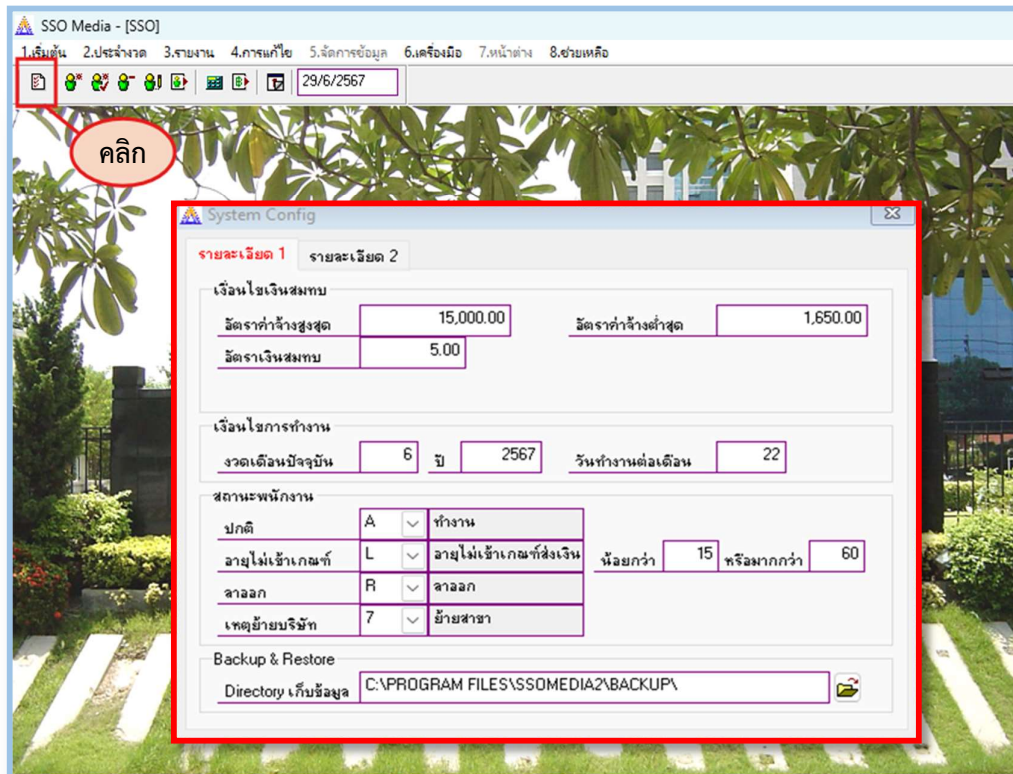 SSO Media - [SSO]
1.เริ่มต้น 2.ประจำงวด 3.รายงาน 4.การแก้ไข 5.จัดการข้อมูล 6.เครื่องมือ 7.หน้าต่าง 8.ช่วยเหลือ
29/6/2567
คลิก
System Config
รายละเอียด 1 รายละเอียด 2
เงื่อนไขเงินสมทบ
อัตราค่าจ้างสูงสุด 15,000.00 อัตราค่าจ้างต่ำสุด 1,650.00
อัตราเงินสมทบ 5.00
เงื่อนไขการทำงาน
งวดเดือนปัจจุบัน 6 ปี 2567 วันทำงานต่อเดือน 22
สถานะพนักงาน
ปกติ A ทำงาน
อายุไม่เข้าเกณฑ์ L อายุไม่เข้าเกณฑ์ส่งเงิน น้อยกว่า 15 หรือมากกว่า 60
ลาออก R ลาออก
เหตุย้ายบริษัท 7 ย้ายสาขา
Backup & Restore
Directory เก็บข้อมูล C:\PROGRAM FILES\SSOMEDIA2\BACKUP\